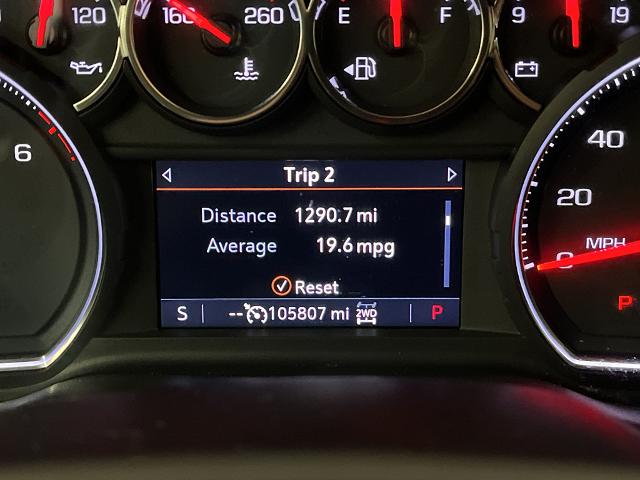 120 160 260 E F 9 19
6
40
20
MPH
0
P
Trip 2
Distance 1290.7 mi
Average 19.6 mpg
Reset
S -- 105807 mi 2WD P